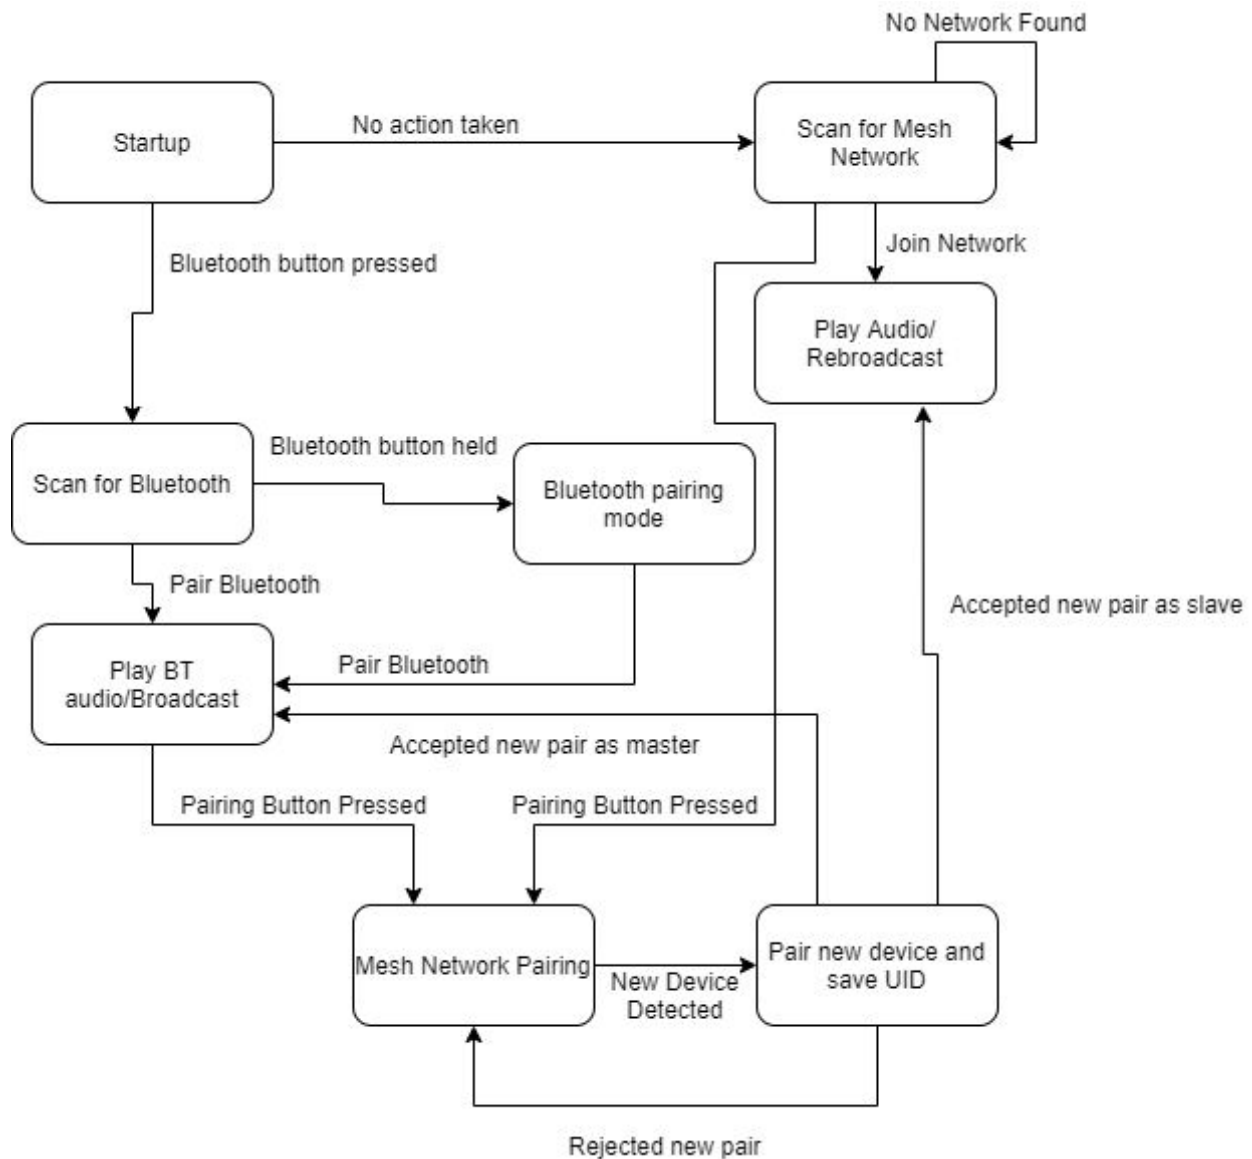 No Network Found
Startup
No action taken
Scan for Mesh
Network
Bluetooth button pressed
Join Network
Play Audio/
Rebroadcast
Scan for Bluetooth
Bluetooth button held
Bluetooth pairing
mode
Pair Bluetooth
Accepted new pair as slave
Play BT
audio/Broadcast
Pair Bluetooth
Accepted new pair as master
Pairing Button Pressed
Pairing Button Pressed
Mesh Network Pairing
New Device
Detected
Pair new device and
save UID
Rejected new pair